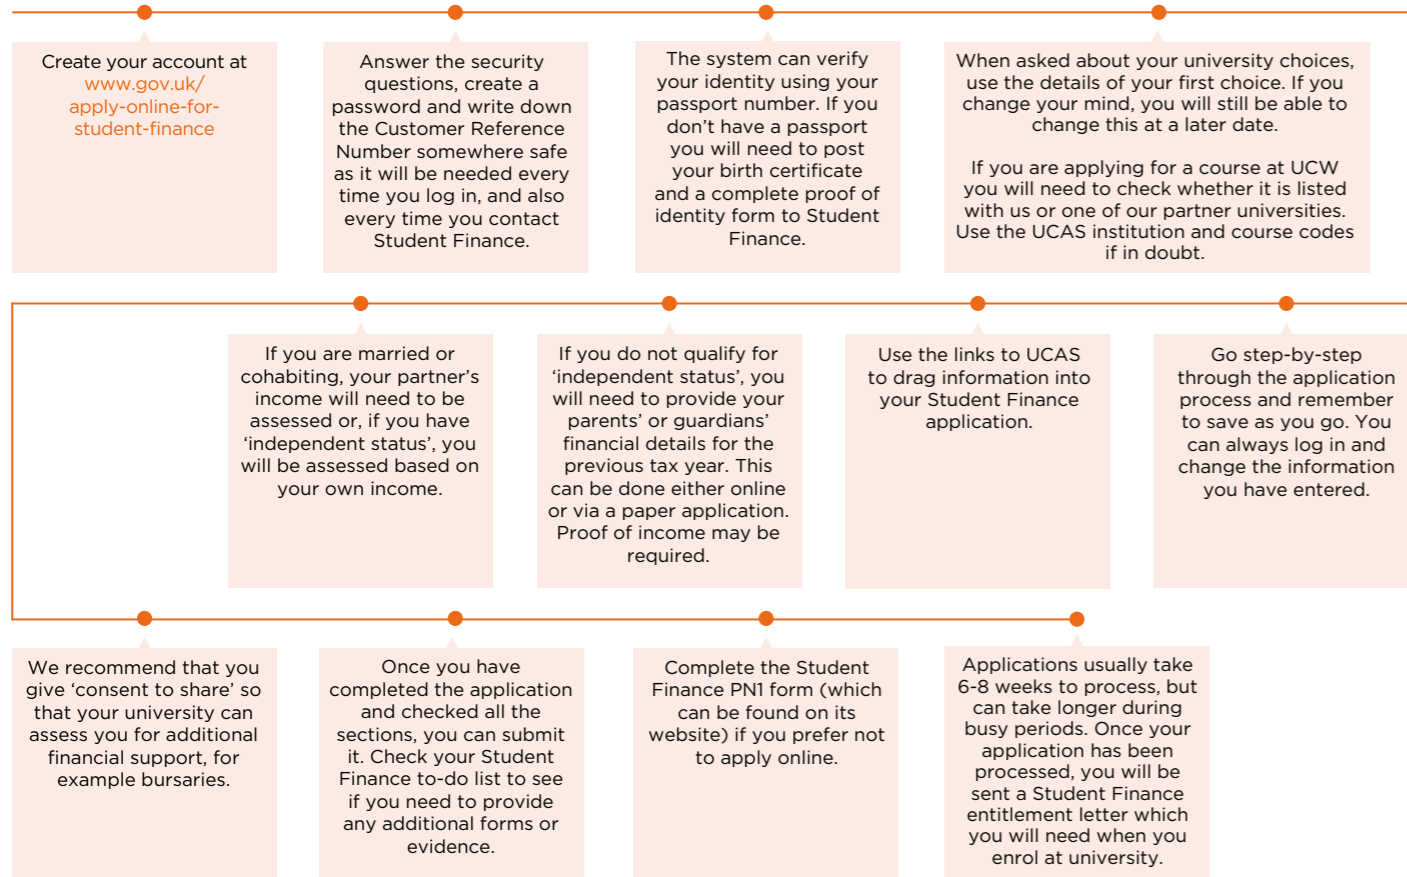 Create your account at
www.gov.uk/
apply-online-for-
student-finance
Answer the security
questions, create a
password and write down
the Customer Reference
Number somewhere safe
as it will be needed every
time you log in, and also
every time you contact
Student Finance.
The system can verify
your identity using your
passport number. If you
don’t have a passport
you will need to post
your birth certificate
and a complete proof of
identity form to Student
Finance.
When asked about your university choices,
use the details of your first choice. If you
change your mind, you will still be able to
change this at a later date.
If you are applying for a course at UCW
you will need to check whether it is listed
with us or one of our partner universities.
Use the UCAS institution and course codes
if in doubt.
Go step-by-step
through the application
process and remember
to save as you go. You
can always log in and
change the information
you have entered.
Use the links to UCAS
to drag information into
your Student Finance
application.
If you do not qualify for
‘independent status’, you
will need to provide your
parents’ or guardians’
financial details for the
previous tax year. This
can be done either online
or via a paper application.
Proof of income may be
required.
If you are married or
cohabiting, your partner’s
income will need to be
assessed or, if you have
‘independent status’, you
will be assessed based on
your own income.
We recommend that you
give ‘consent to share’ so
that your university can
assess you for additional
financial support, for
example bursaries.
Once you have
completed the application
and checked all the
sections, you can submit
it. Check your Student
Finance to-do list to see
if you need to provide
any additional forms or
evidence.
Complete the Student
Finance PN1 form (which
can be found on its
website) if you prefer not
to apply online.
Applications usually take
6-8 weeks to process, but
can take longer during
busy periods. Once your
application has been
processed, you will be
sent a Student Finance
entitlement letter which
you will need when you
enrol at university.